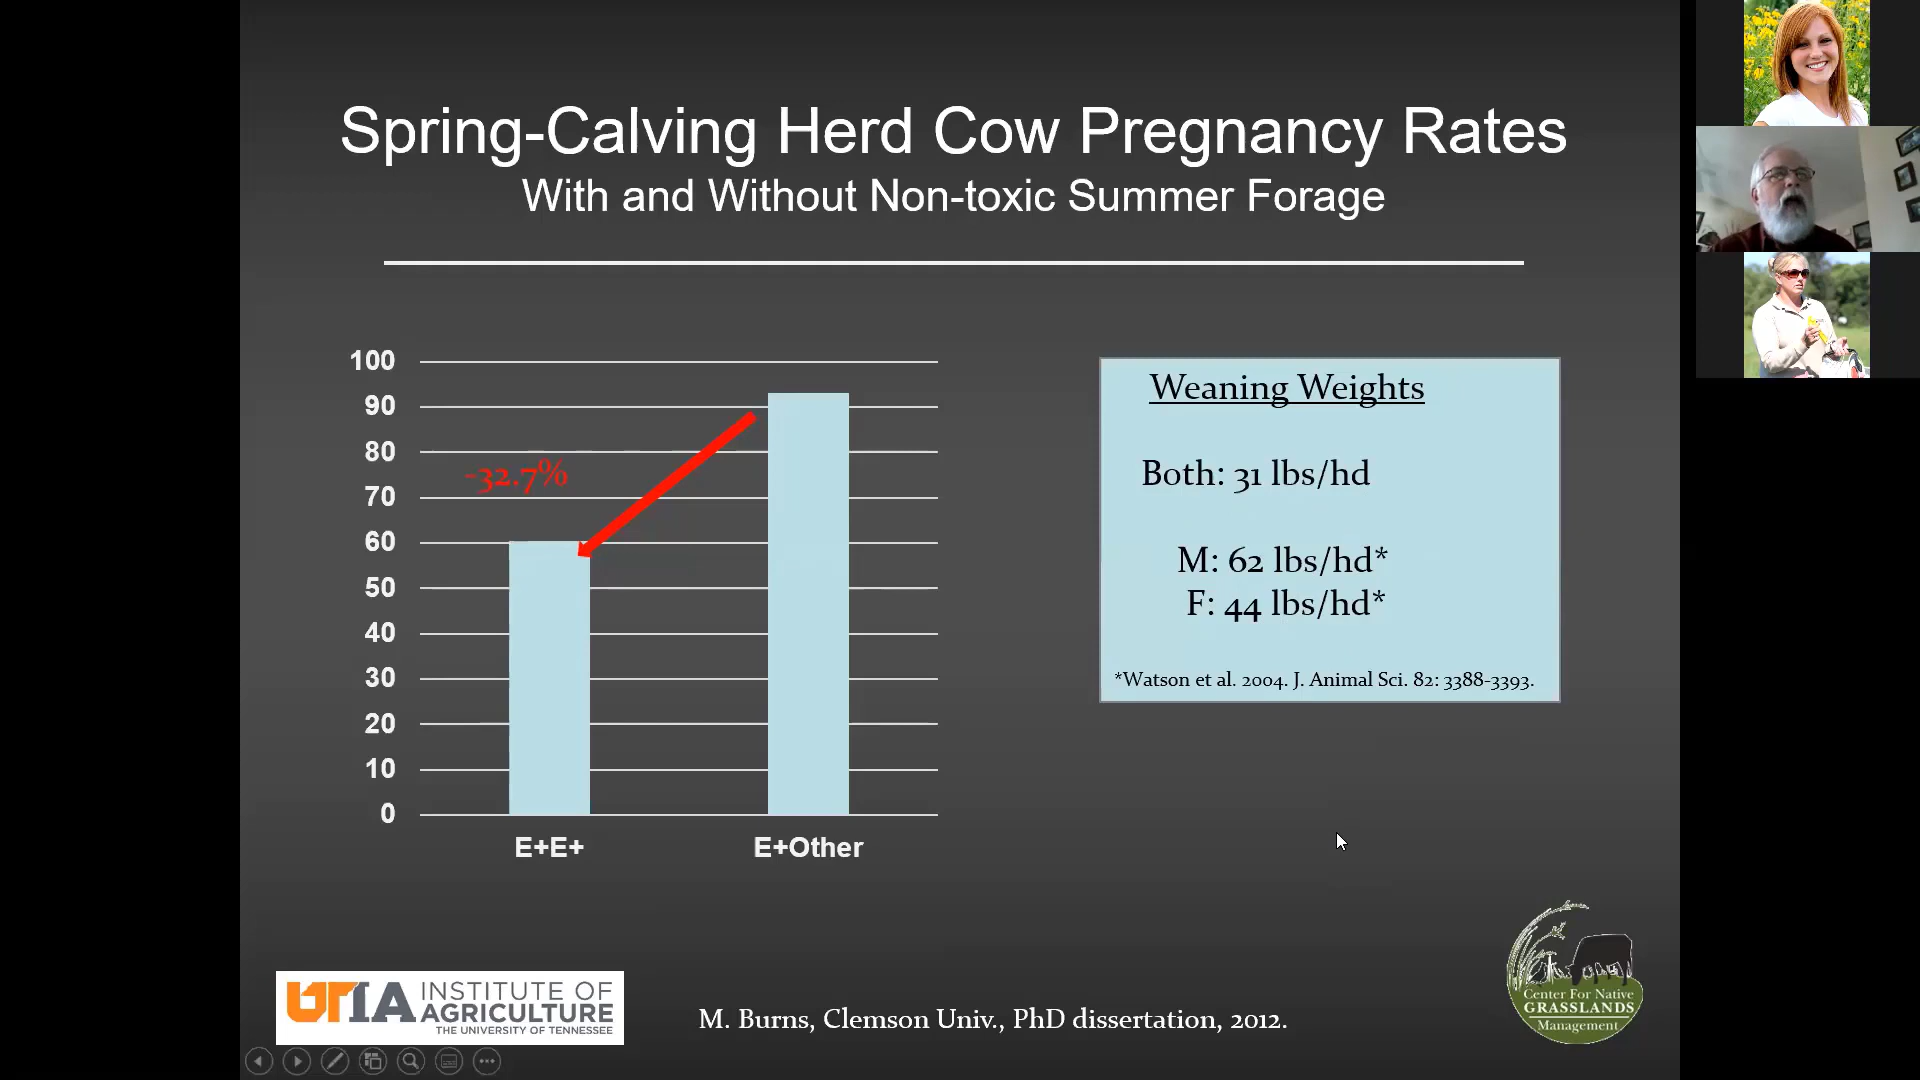 Spring-Calving Herd Cow Pregnancy Rates
With and Without Non-toxic Summer Forage
100
90
80
70
60
50
40
30
20
10
0
-32.7%
E+E+
E+Other
Weaning Weights
Both: 31 lbs/hd
M: 62 lbs/hd*
F: 44 lbs/hd*
*Watson et al. 2004. J. Animal Sci. 82: 3388-3393.
UTIA INSTITUTE OF
AGRICULTURE
THE UNIVERSITY OF TENNESSEE
M. Burns, Clemson Univ., PhD dissertation, 2012.
Center For Native
GRASSLANDS
Management